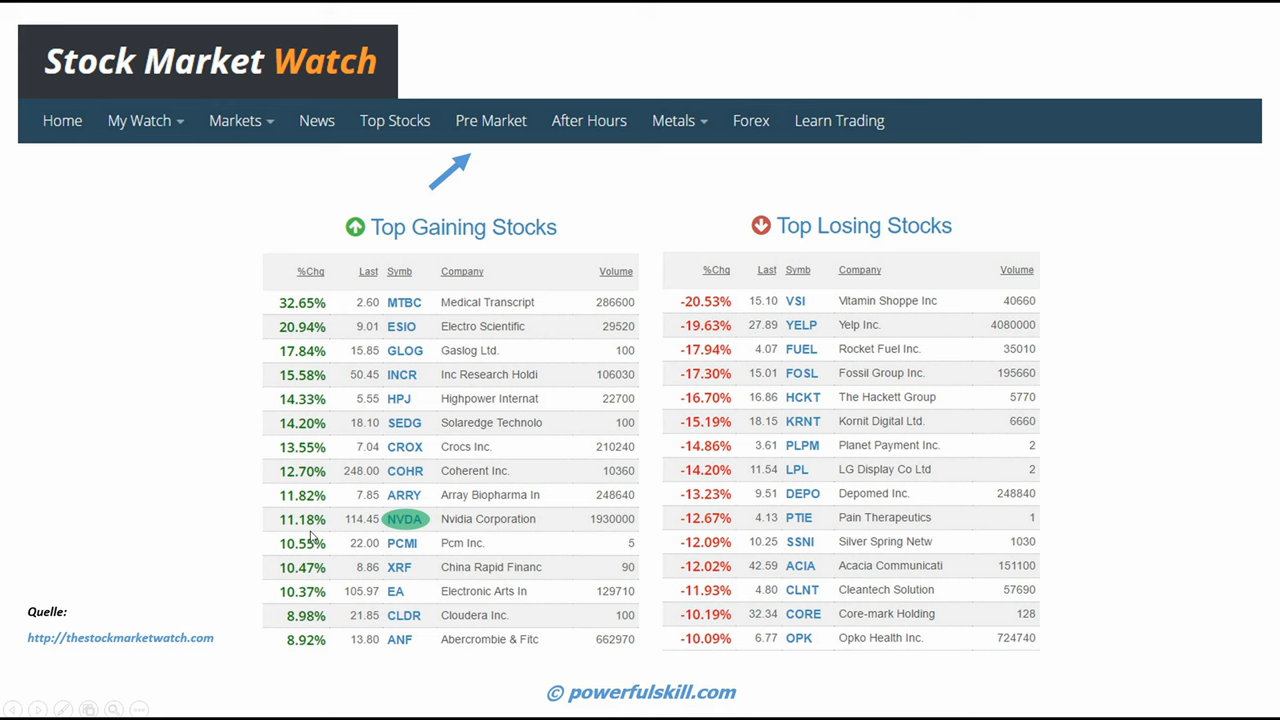 Stock Market Watch
Home My Watch Markets News Top Stocks Pre Market After Hours Metals Forex Learn Trading
Top Gaining Stocks
%Chg Last Symb Company Volume
32.65% 2.60 MTBC Medical Transcript 286600
20.94% 9.01 ESIO Electro Scientific 29520
17.84% 15.85 GLOG Gaslog Ltd. 100
15.58% 50.45 INCR Inc Research Holdi 106030
14.33% 5.55 HPJ Highpower Internat 22700
14.20% 18.10 SEDG Solaredge Technolo 100
13.55% 7.04 CROX Crocs Inc. 210240
12.70% 248.00 COHR Coherent Inc. 10360
11.82% 7.85 ARRY Array Biopharma In 248640
11.18% 114.45 NVDA Nvidia Corporation 1930000
10.55% 22.00 PCMI Pcm Inc. 5
10.47% 8.86 XRF China Rapid Financ 90
10.37% 105.97 EA Electronic Arts In 129710
8.98% 21.85 CLDR Cloudera Inc. 100
8.92% 13.80 ANF Abercrombie & Fitc 662970
Top Losing Stocks
%Chg Last Symb Company Volume
-20.53% 15.10 VSI Vitamin Shoppe Inc 40660
-19.63% 27.89 YELP Yelp Inc. 4080000
-17.94% 4.07 FUEL Rocket Fuel Inc. 35010
-17.30% 15.01 FOSL Fossil Group Inc. 195660
-16.70% 16.86 HCKT The Hackett Group 5770
-15.19% 18.15 KRNT Kornit Digital Ltd. 6660
-14.86% 3.61 PLPM Planet Payment Inc. 2
-14.20% 11.54 LPL LG Display Co Ltd 2
-13.23% 9.51 DEPO Depomed Inc. 248840
-12.67% 4.13 PTIE Pain Therapeutics 1
-12.09% 10.25 SSNI Silver Spring Netw 1030
-12.02% 42.59 ACIA Acacia Communicati 151100
-11.93% 4.80 CLNT Cleantech Solution 57690
-10.19% 32.34 CORE Core-mark Holding 128
-10.09% 6.77 OPK Opko Health Inc. 724740
Quelle:
http://thestockmarketwatch.com
© powerfulskill.com